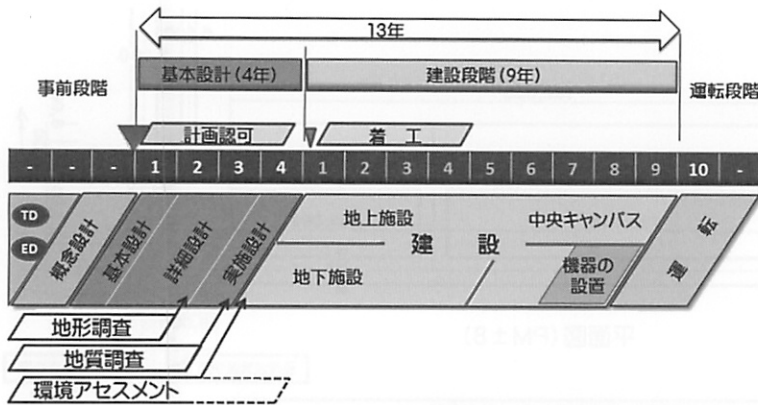 13年
事前段階
基本設計(4年)
建設段階(9年)
運転段階
計画認可
着 工
- - - 1 2 3 4 1 2 3 4 5 6 7 8 9 10 -
TD
ED
概念設計
基本設計
詳細設計
実施設計
地上施設
中央キャンパス
建 設
地下施設
機器の
設置
運 転
地形調査
地質調査
環境アセスメント
平面図(PM±8)